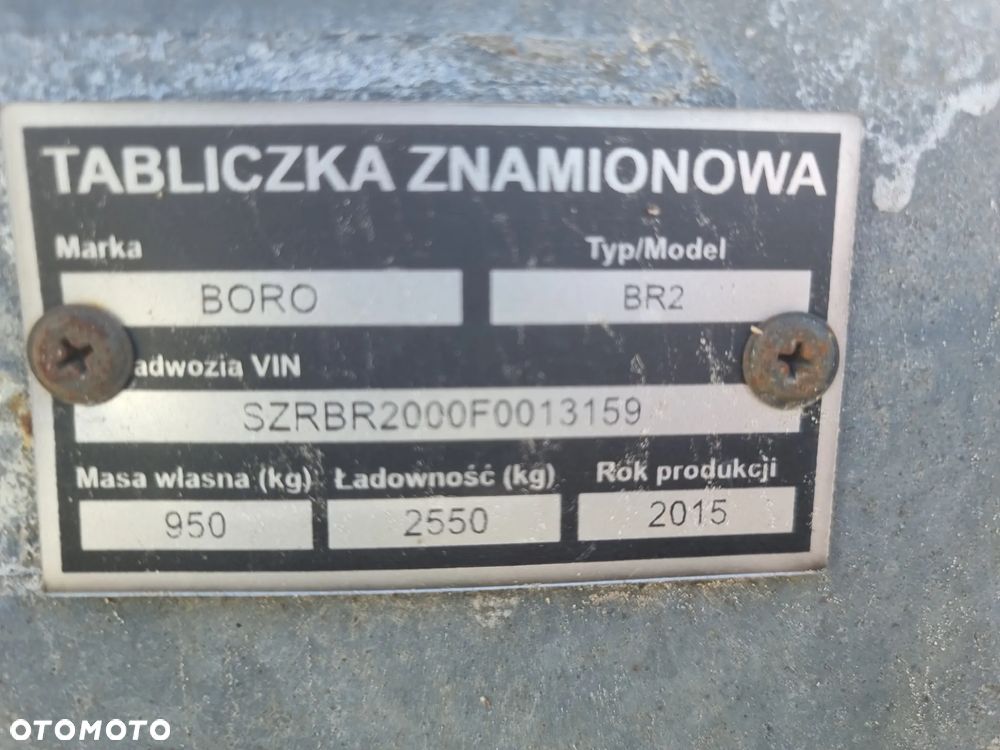 TABLICZKA ZNAMIONOWA
Marka Typ/Model
BORO BR2
adwozia VIN
SZRBR2000F0013159
Masa własna (kg) Ładowność (kg) Rok produkcji
950 2550 2015
OTOMOTO